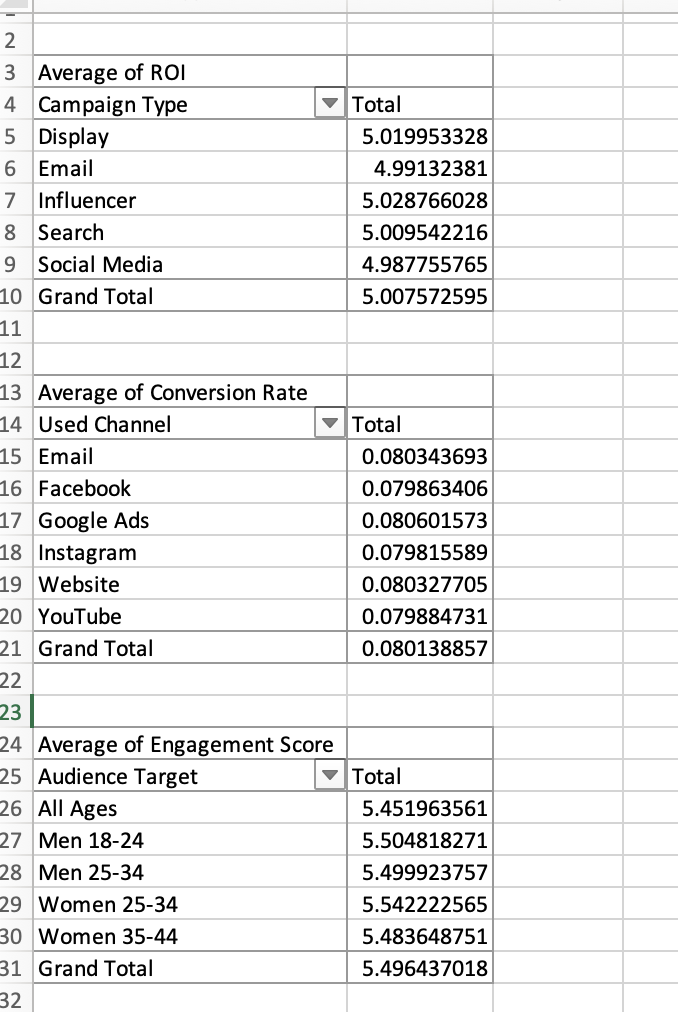 2
3 Average of ROI
4 Campaign Type Total
5 Display 5.019953328
6 Email 4.99132381
7 Influencer 5.028766028
8 Search 5.009542216
9 Social Media 4.987755765
10 Grand Total 5.007572595
11
12
13 Average of Conversion Rate
14 Used Channel Total
15 Email 0.080343693
16 Facebook 0.079863406
17 Google Ads 0.080601573
18 Instagram 0.079815589
19 Website 0.080327705
20 YouTube 0.079884731
21 Grand Total 0.080138857
22
23
24 Average of Engagement Score
25 Audience Target Total
26 All Ages 5.451963561
27 Men 18-24 5.504818271
28 Men 25-34 5.499923757
29 Women 25-34 5.542222565
30 Women 35-44 5.483648751
31 Grand Total 5.496437018
32